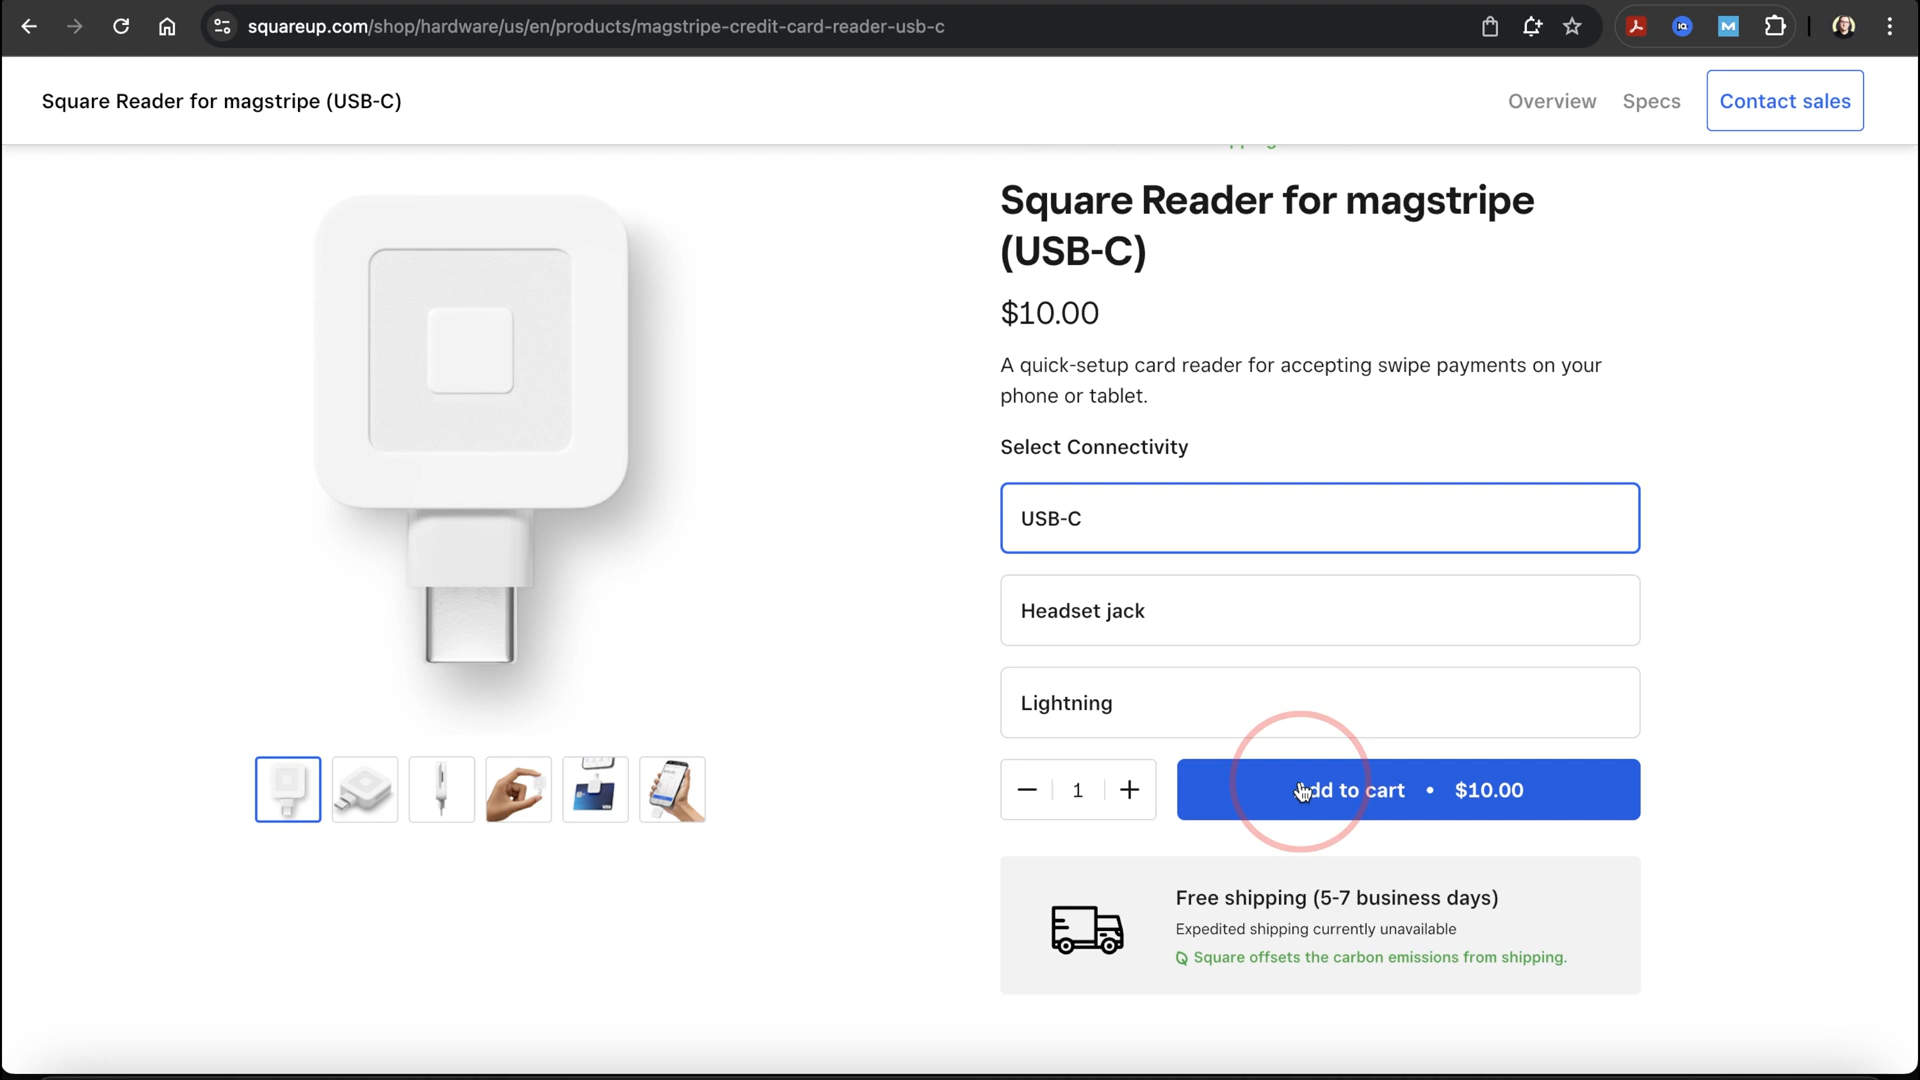 squareup.com/shop/hardware/us/en/products/magstripe-credit-card-reader-usb-c
Square Reader for magstripe (USB-C)
Overview
Specs
Contact sales
Square Reader for magstripe
(USB-C)
$10.00
A quick-setup card reader for accepting swipe payments on your
phone or tablet.
Select Connectivity
USB-C
Headset jack
Lightning
1
to cart • $10.00
Free shipping (5-7 business days)
Expedited shipping currently unavailable
Square offsets the carbon emissions from shipping.